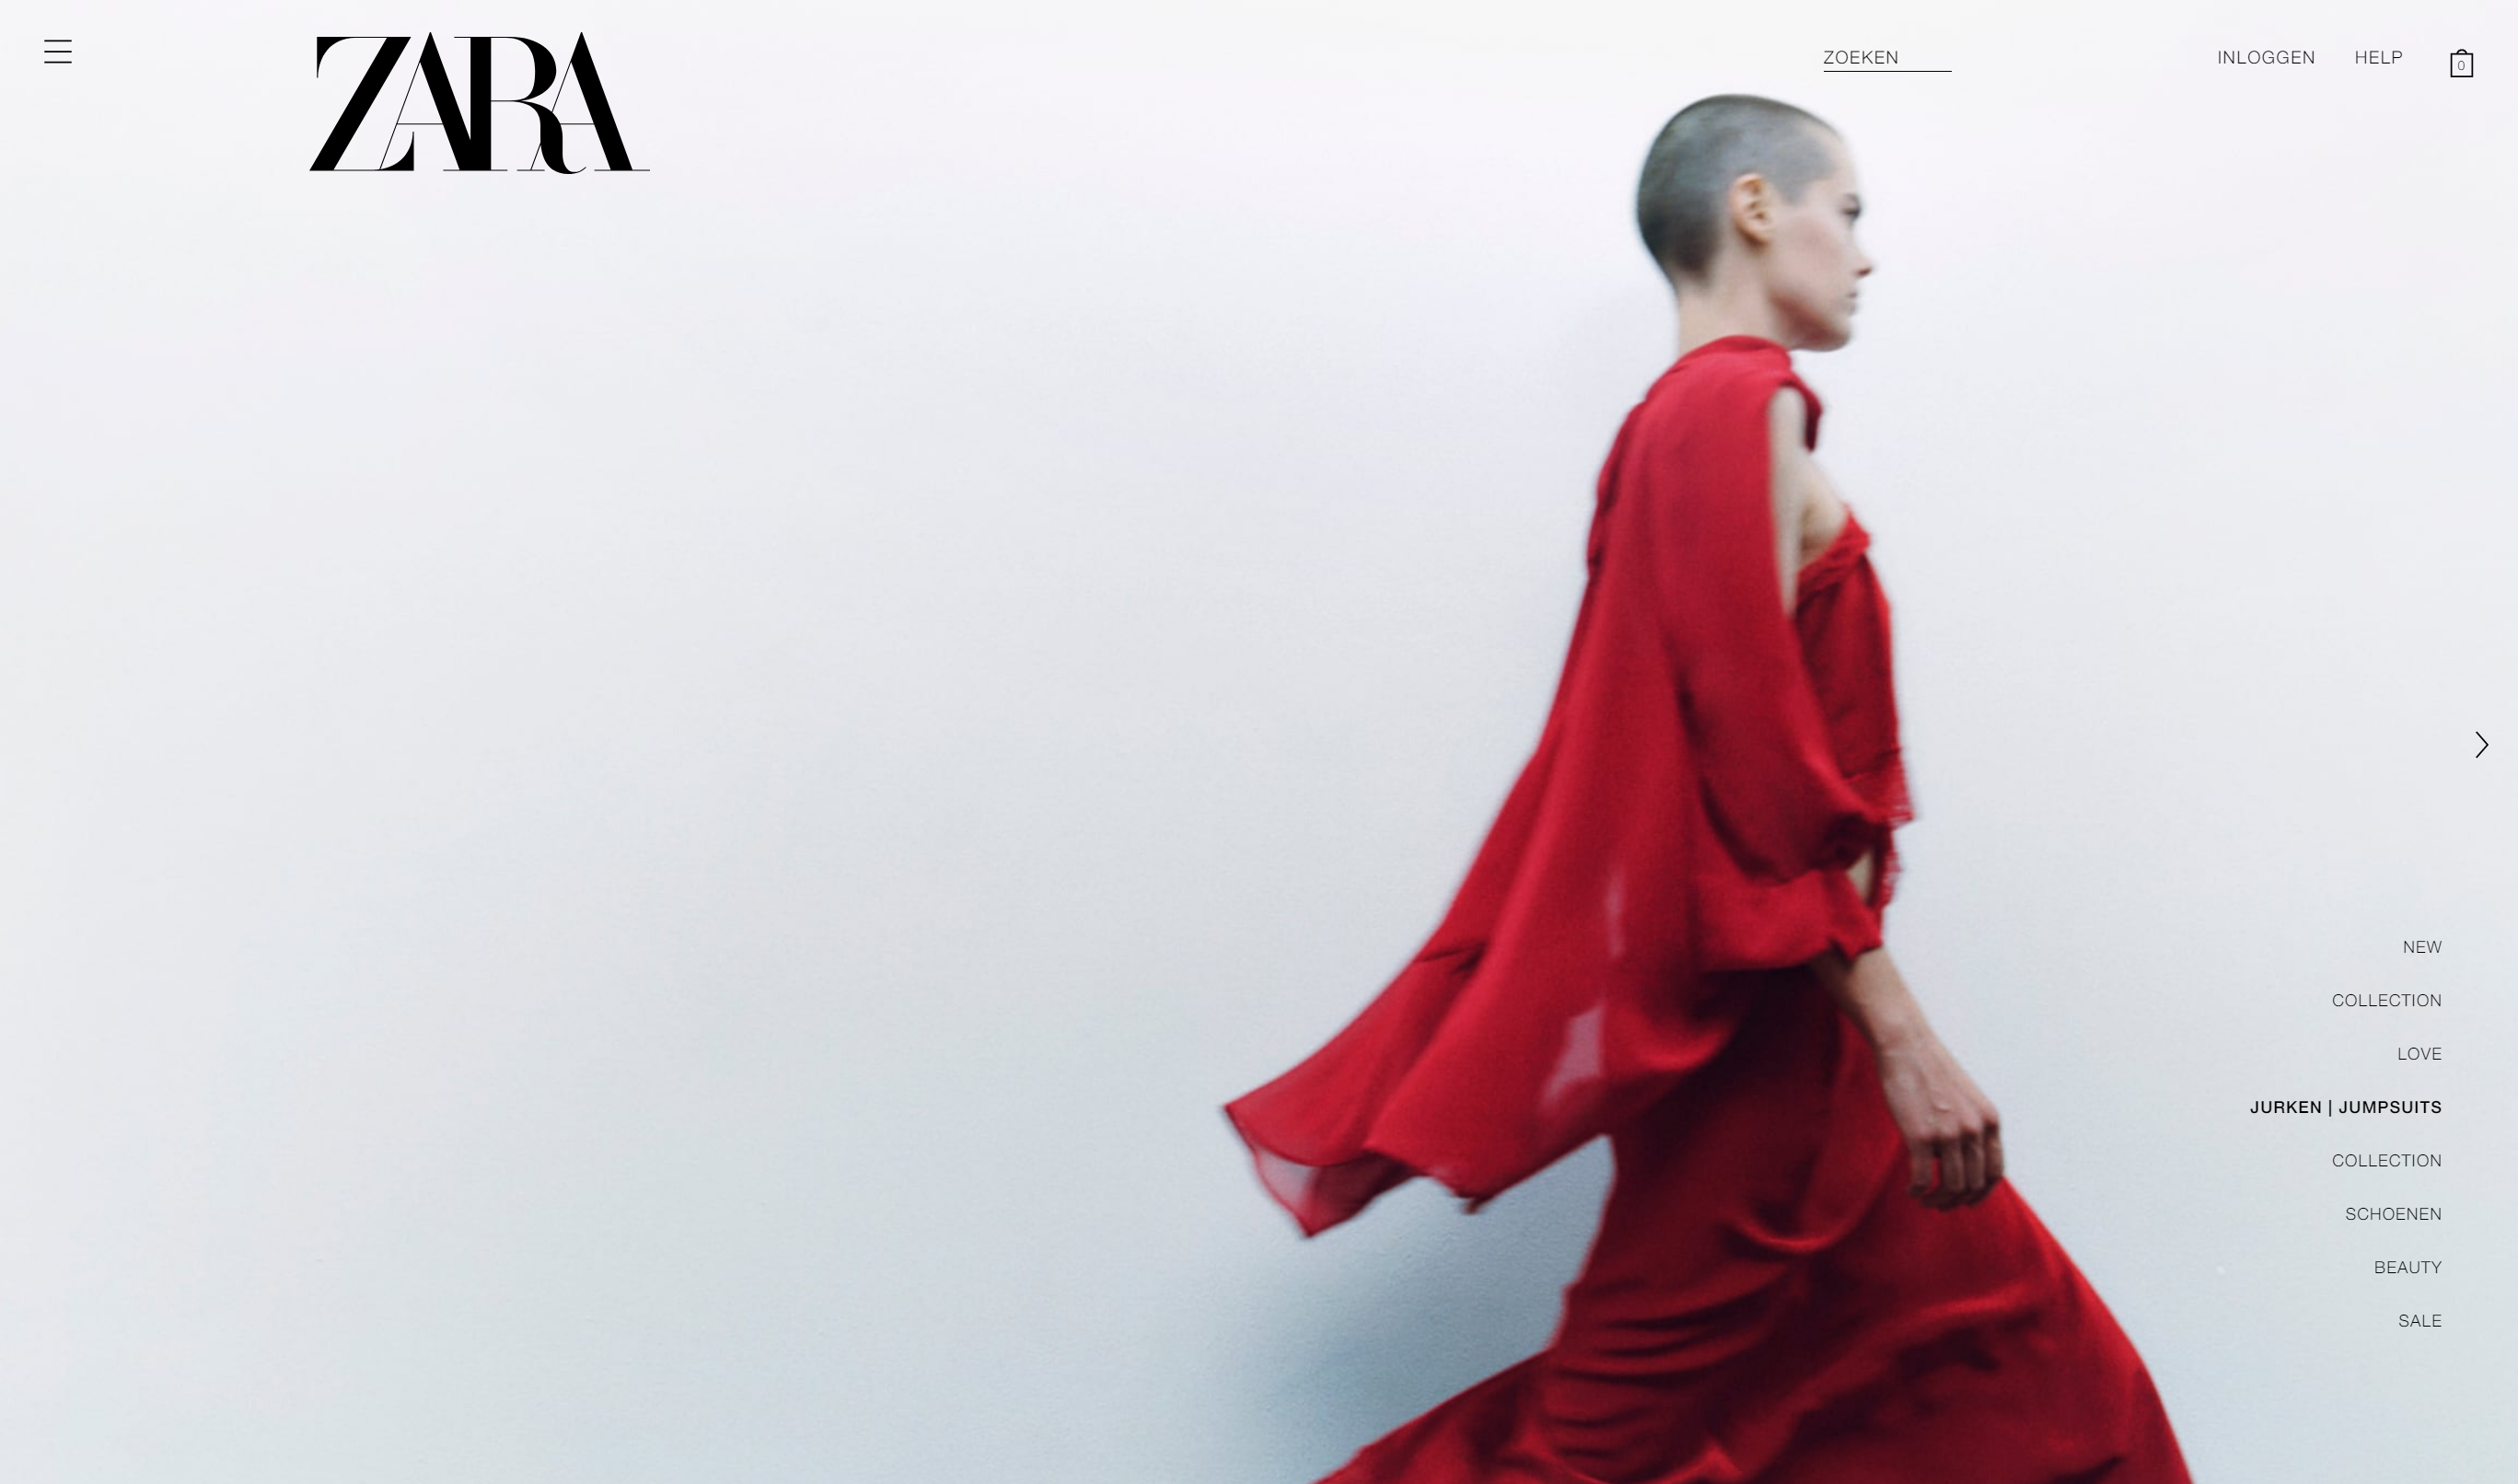 ZARA
ZOEKEN
INLOGGEN
HELP
0
NEW
COLLECTION
LOVE
JURKEN | JUMPSUITS
COLLECTION
SCHOENEN
BEAUTY
SALE